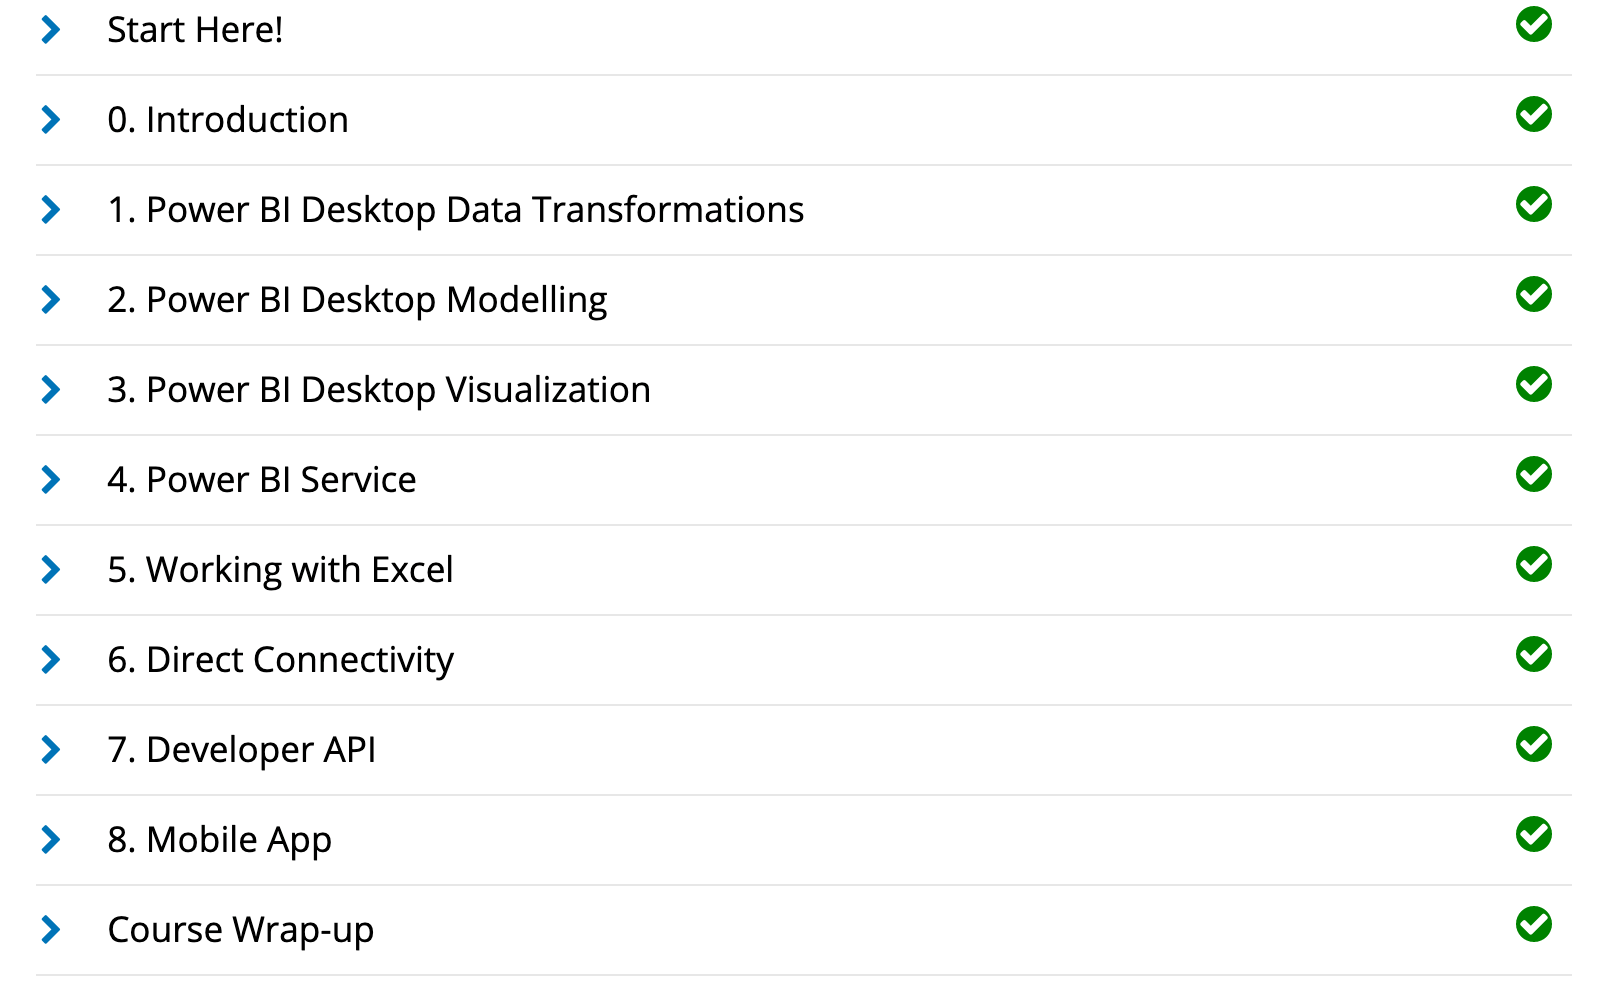 Start Here!
0. Introduction
1. Power BI Desktop Data Transformations
2. Power BI Desktop Modelling
3. Power BI Desktop Visualization
4. Power BI Service
5. Working with Excel
6. Direct Connectivity
7. Developer API
8. Mobile App
Course Wrap-up